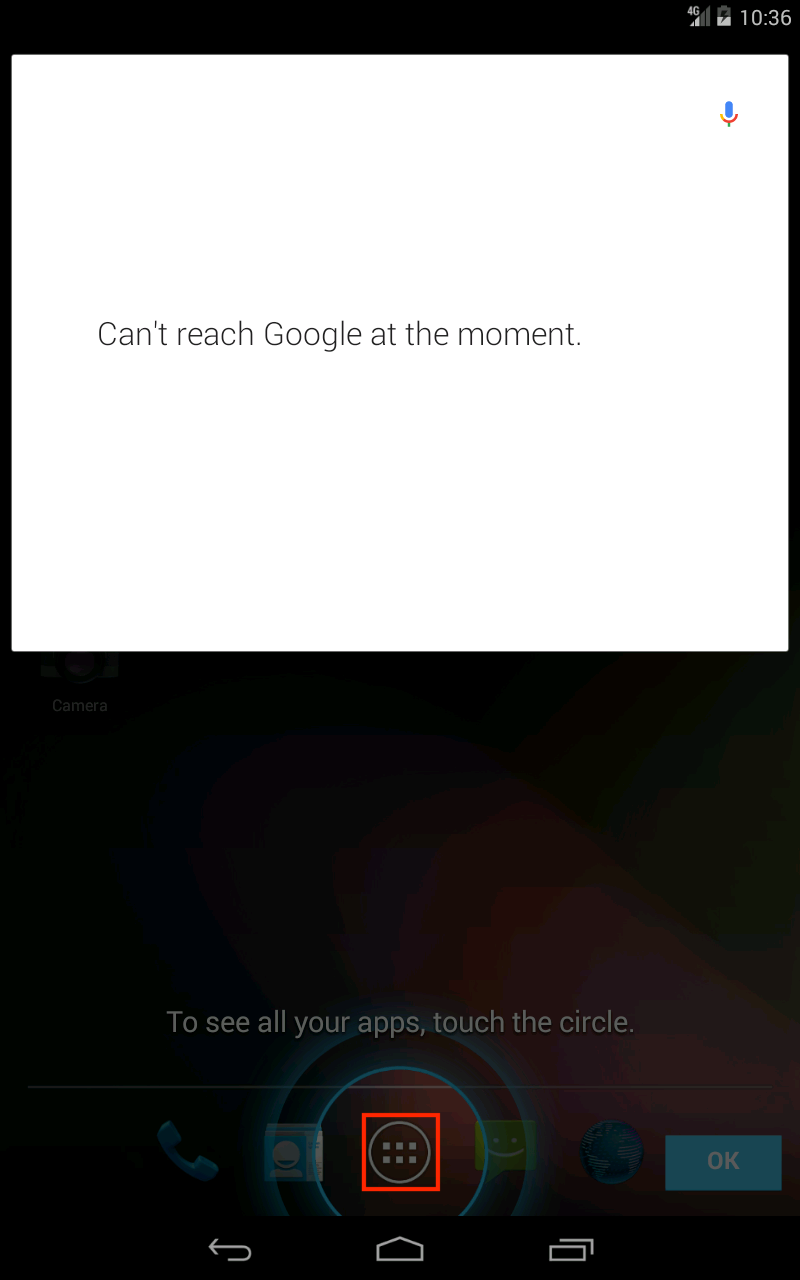 4G 10:36
Can't reach Google at the moment.
Camera
To see all your apps, touch the circle.
OK